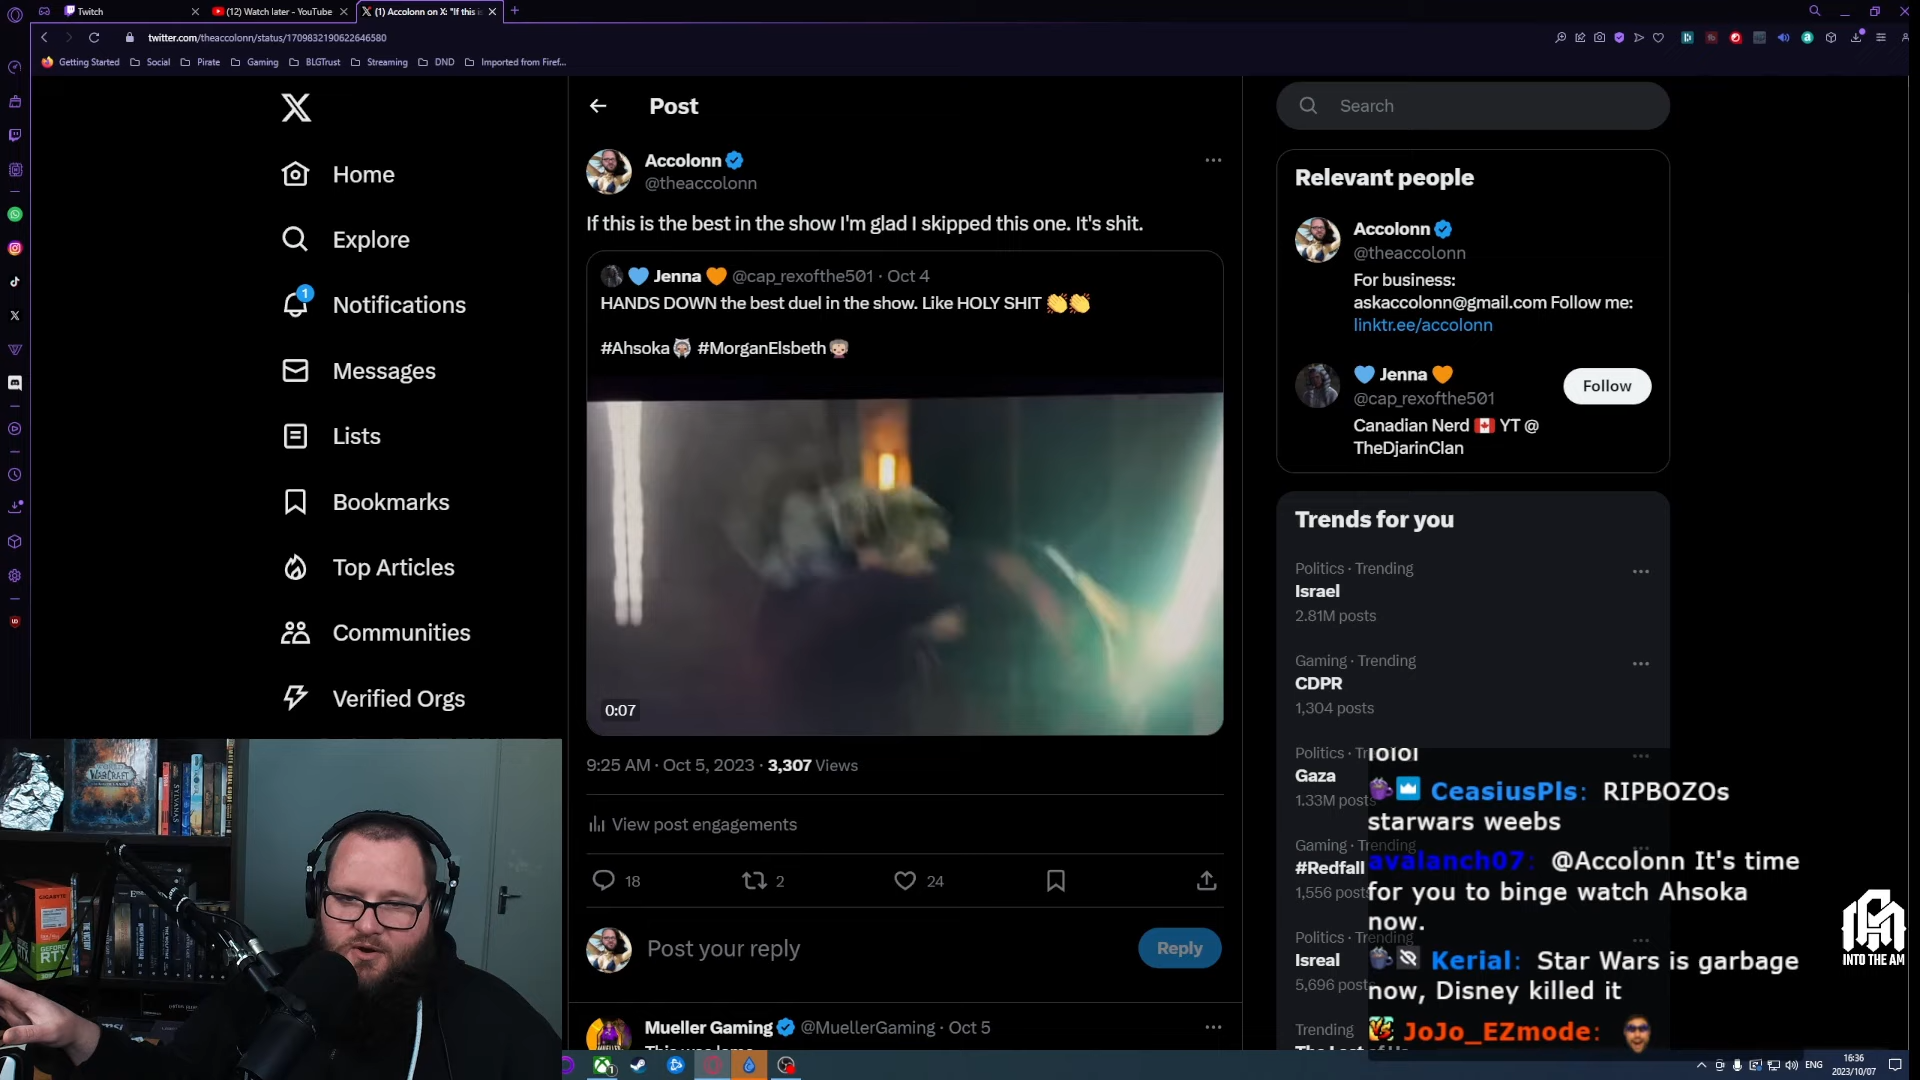 Twitch
(12) Watch later - YouTube
(1) Accolonn on X: "If this i
twitter.com/theaccolonn/status/1709832190622646580
Getting Started
Social
Pirate
Gaming
BLGTrust
Streaming
DND
Imported from Firef...
Home
Explore
1
Notifications
Messages
Lists
Bookmarks
Top Articles
Communities
Verified Orgs
Post
Accolonn
@theaccolonn
If this is the best in the show I'm glad I skipped this one. It's shit.
Jenna @cap_rexofthe501 · Oct 4
HANDS DOWN the best duel in the show. Like HOLY SHIT 👏👏
#Ahsoka #MorganElsbeth
0:07
9:25 AM · Oct 5, 2023 · 3,307 Views
View post engagements
18
2
24
Post your reply
Reply
Mueller Gaming @MuellerGaming · Oct 5
Search
Relevant people
Accolonn
@theaccolonn
For business:
askaccolonn@gmail.com Follow me:
linktr.ee/accolonn
Jenna
@cap_rexofthe501
Follow
Canadian Nerd 🇨🇦 YT @
TheDjarinClan
Trends for you
Politics · Trending
Israel
2.81M posts
Gaming · Trending
CDPR
1,304 posts
Politics · Tr
Gaza
1.33M posts
Gaming · Trending
#Redfall
1,556 posts
Politics · Trending
Isreal
5,696 posts
Trending
lolol
CeasiusPls: RIPBOZOs
starwars weebs
avalanch07: @Accolonn It's time
for you to binge watch Ahsoka
now.
Kerial: Star Wars is garbage
now, Disney killed it
JoJo_EZmode:
INTO THE AM
WARCRAFT
SYLVANAS
GIGABYTE
RTX
ENG
16:36
2023/10/07